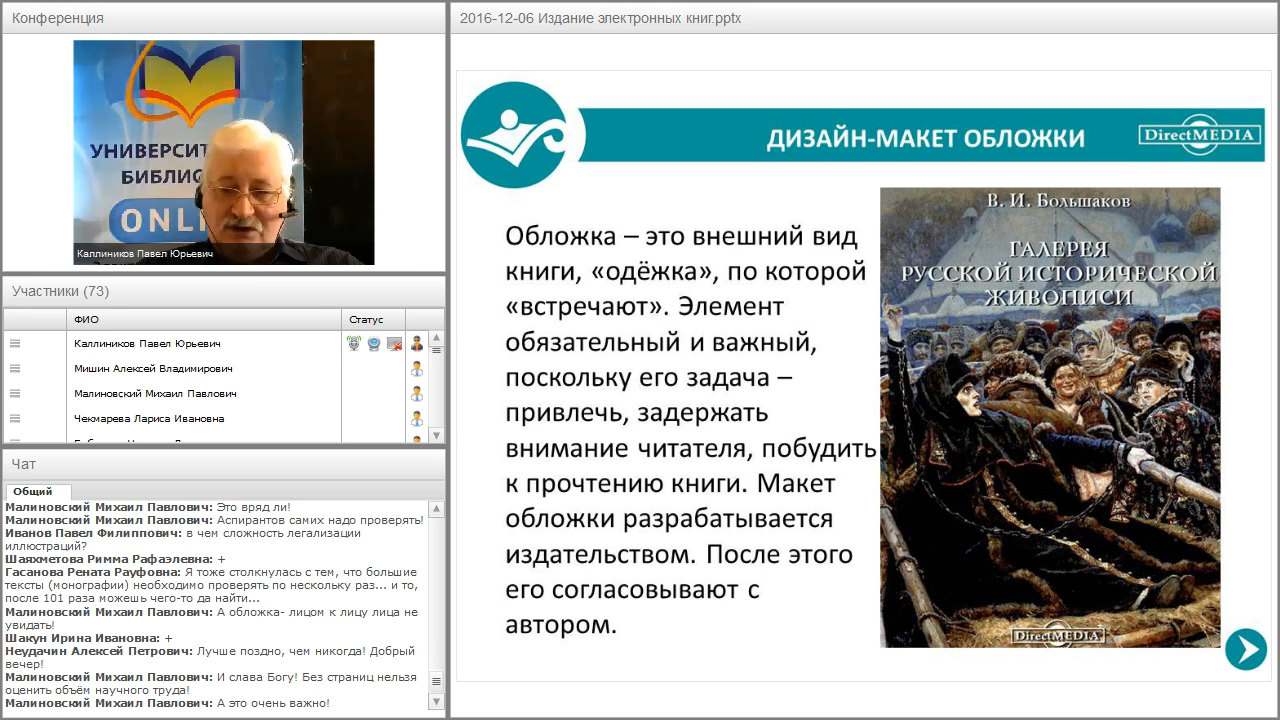 Конференция
УНИВЕРСИТ
БИБЛИО
ONLI
Каллиников Павел Юрьевич
Участники (73)
ФИО
Статус
Каллиников Павел Юрьевич
Мишин Алексей Владимирович
Малиновский Михаил Павлович
Чекмарева Лариса Ивановна
Чат
Общий
Малиновский Михаил Павлович: Это вряд ли!
Малиновский Михаил Павлович: Аспирантов самих надо проверять!
Иванов Павел Филиппович: в чем сложность легализации
иллюстраций?
Шаяхметова Римма Рафаэлевна: +
Гасанова Рената Рауфовна: Я тоже столкнулась с тем, что большие
тексты (монографии) необходимо проверять по нескольку раз... и то,
после 101 раза можешь чего-то да найти...
Малиновский Михаил Павлович: А обложка- лицом к лицу лица не
увидать!
Шакун Ирина Ивановна: +
Неудачин Алексей Петрович: Лучше поздно, чем никогда! Добрый
вечер!
Малиновский Михаил Павлович: И слава Богу! Без страниц нельзя
оценить объём научного труда!
Малиновский Михаил Павлович: А это очень важно!
2016-12-06 Издание электронных книг.pptx
ДИЗАЙН-МАКЕТ ОБЛОЖКИ
DirectMEDIA
Обложка – это внешний вид
книги, «одёжка», по которой
«встречают». Элемент
обязательный и важный,
поскольку его задача –
привлечь, задержать
внимание читателя, побудить
к прочтению книги. Макет
обложки разрабатывается
издательством. После этого
его согласовывают с
автором.
В. И. Большаков
ГАЛЕРЕЯ
РУССКОЙ ИСТОРИЧЕСКОЙ
ЖИВОПИСИ
DirectMEDIA